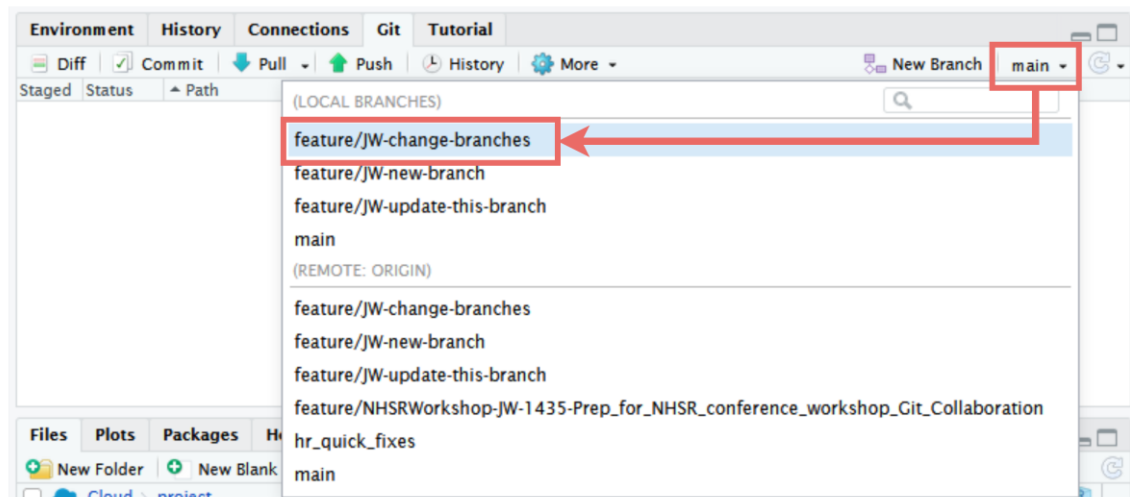 Environment History Connections Git Tutorial
Diff Commit Pull Push History More New Branch main
Staged Status Path
(LOCAL BRANCHES)
feature/JW-change-branches
feature/JW-new-branch
feature/JW-update-this-branch
main
(REMOTE: ORIGIN)
feature/JW-change-branches
feature/JW-new-branch
feature/JW-update-this-branch
feature/NHSRWorkshop-JW-1435-Prep_for_NHSR_conference_workshop_Git_Collaboration
hr_quick_fixes
main
Files Plots Packages
New Folder New Blank
Cloud project